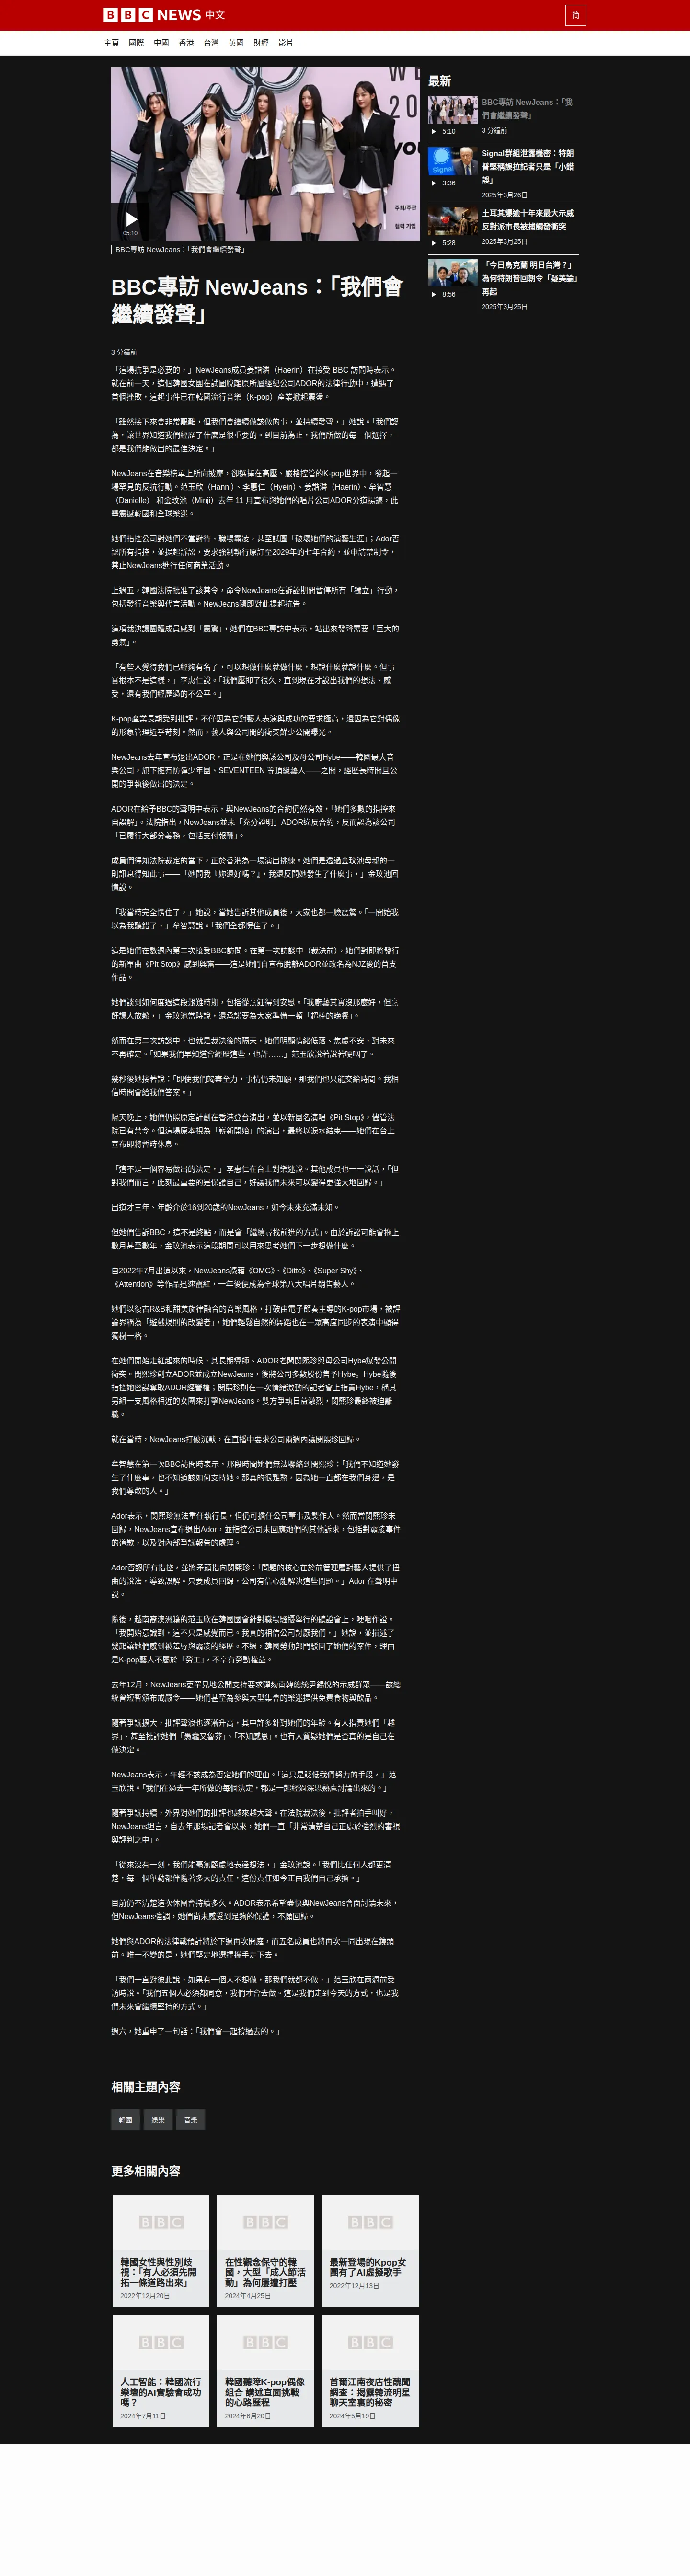 BBC NEWS 中文
简
主頁 國際 中國 香港 台灣 英國 財經 影片
05:10
주최/주관
협력 기업
BBC專訪 NewJeans：「我們會繼續發聲」
BBC專訪 NewJeans：「我們會
繼續發聲」
3 分鐘前
「這場抗爭是必要的，」NewJeans成員姜諧潾（Haerin）在接受 BBC 訪問時表示。
就在前一天，這個韓國女團在試圖脫離原所屬經紀公司ADOR的法律行動中，遭遇了
首個挫敗，這起事件已在韓國流行音樂（K-pop）產業掀起震盪。
「雖然接下來會非常艱難，但我們會繼續做該做的事，並持續發聲，」她說。「我們認
為，讓世界知道我們經歷了什麼是很重要的。到目前為止，我們所做的每一個選擇，
都是我們能做出的最佳決定。」
NewJeans在音樂榜單上所向披靡，卻選擇在高壓、嚴格控管的K-pop世界中，發起一
場罕見的反抗行動。范玉欣（Hanni）、李惠仁（Hyein）、姜諧潾（Haerin）、牟智慧
（Danielle） 和金玟池（Minji）去年 11 月宣布與她們的唱片公司ADOR分道揚鑣，此
舉震撼韓國和全球樂迷。
她們指控公司對她們不當對待、職場霸凌，甚至試圖「破壞她們的演藝生涯」；Ador否
認所有指控，並提起訴訟，要求強制執行原訂至2029年的七年合約，並申請禁制令，
禁止NewJeans進行任何商業活動。
上週五，韓國法院批准了該禁令，命令NewJeans在訴訟期間暫停所有「獨立」行動，
包括發行音樂與代言活動。NewJeans隨即對此提起抗告。
這項裁決讓團體成員感到「震驚」，她們在BBC專訪中表示，站出來發聲需要「巨大的
勇氣」。
「有些人覺得我們已經夠有名了，可以想做什麼就做什麼，想說什麼就說什麼。但事
實根本不是這樣，」李惠仁說。「我們壓抑了很久，直到現在才說出我們的想法、感
受，還有我們經歷過的不公平。」
K-pop產業長期受到批評，不僅因為它對藝人表演與成功的要求極高，還因為它對偶像
的形象管理近乎苛刻。然而，藝人與公司間的衝突鮮少公開曝光。
NewJeans去年宣布退出ADOR，正是在她們與該公司及母公司Hybe——韓國最大音
樂公司，旗下擁有防彈少年團、SEVENTEEN 等頂級藝人——之間，經歷長時間且公
開的爭執後做出的決定。
ADOR在給予BBC的聲明中表示，與NewJeans的合約仍然有效，「她們多數的指控來
自誤解」。法院指出，NewJeans並未「充分證明」ADOR違反合約，反而認為該公司
「已履行大部分義務，包括支付報酬」。
成員們得知法院裁定的當下，正於香港為一場演出排練。她們是透過金玟池母親的一
則訊息得知此事——「她問我『妳還好嗎？』，我還反問她發生了什麼事，」金玟池回
憶說。
「我當時完全愣住了，」她說，當她告訴其他成員後，大家也都一臉震驚。「一開始我
以為我聽錯了，」牟智慧說。「我們全都愣住了。」
這是她們在數週內第二次接受BBC訪問。在第一次訪談中（裁決前），她們對即將發行
的新單曲《Pit Stop》感到興奮——這是她們自宣布脫離ADOR並改名為NJZ後的首支
作品。
她們談到如何度過這段艱難時期，包括從烹飪得到安慰。「我廚藝其實沒那麼好，但烹
飪讓人放鬆，」金玟池當時說，還承諾要為大家準備一頓「超棒的晚餐」。
然而在第二次訪談中，也就是裁決後的隔天，她們明顯情緒低落、焦慮不安，對未來
不再確定。「如果我們早知道會經歷這些，也許……」范玉欣說著說著哽咽了。
幾秒後她接著說：「即使我們竭盡全力，事情仍未如願，那我們也只能交給時間。我相
信時間會給我們答案。」
隔天晚上，她們仍照原定計劃在香港登台演出，並以新團名演唱《Pit Stop》，儘管法
院已有禁令。但這場原本視為「嶄新開始」的演出，最終以淚水結束——她們在台上
宣布即將暫時休息。
「這不是一個容易做出的決定，」李惠仁在台上對樂迷說。其他成員也一一說話，「但
對我們而言，此刻最重要的是保護自己，好讓我們未來可以變得更強大地回歸。」
出道才三年、年齡介於16到20歲的NewJeans，如今未來充滿未知。
但她們告訴BBC，這不是終點，而是會「繼續尋找前進的方式」。由於訴訟可能會拖上
數月甚至數年，金玟池表示這段期間可以用來思考她們下一步想做什麼。
自2022年7月出道以來，NewJeans憑藉《OMG》、《Ditto》、《Super Shy》、
《Attention》等作品迅速竄紅，一年後便成為全球第八大唱片銷售藝人。
她們以復古R&B和甜美旋律融合的音樂風格，打破由電子節奏主導的K-pop市場，被評
論界稱為「遊戲規則的改變者」，她們輕鬆自然的舞蹈也在一眾高度同步的表演中顯得
獨樹一格。
在她們開始走紅起來的時候，其長期導師、ADOR老闆閔熙珍與母公司Hybe爆發公開
衝突。閔熙珍創立ADOR並成立NewJeans，後將公司多數股份售予Hybe。Hybe隨後
指控她密謀奪取ADOR經營權；閔熙珍則在一次情緒激動的記者會上指責Hybe，稱其
另組一支風格相近的女團來打擊NewJeans。雙方爭執日益激烈，閔熙珍最終被迫離
職。
就在當時，NewJeans打破沉默，在直播中要求公司兩週內讓閔熙珍回歸。
牟智慧在第一次BBC訪問時表示，那段時間她們無法聯絡到閔熙珍：「我們不知道她發
生了什麼事，也不知道該如何支持她。那真的很難熬，因為她一直都在我們身邊，是
我們尊敬的人。」
Ador表示，閔熙珍無法重任執行長，但仍可擔任公司董事及製作人。然而當閔熙珍未
回歸，NewJeans宣布退出Ador，並指控公司未回應她們的其他訴求，包括對霸凌事件
的道歉，以及對內部爭議報告的處理。
Ador否認所有指控，並將矛頭指向閔熙珍：「問題的核心在於前管理層對藝人提供了扭
曲的說法，導致誤解。只要成員回歸，公司有信心能解決這些問題。」Ador 在聲明中
說。
隨後，越南裔澳洲籍的范玉欣在韓國國會針對職場騷擾舉行的聽證會上，哽咽作證。
「我開始意識到，這不只是感覺而已。我真的相信公司討厭我們，」她說，並描述了
幾起讓她們感到被羞辱與霸凌的經歷。不過，韓國勞動部門駁回了她們的案件，理由
是K-pop藝人不屬於「勞工」，不享有勞動權益。
去年12月，NewJeans更罕見地公開支持要求彈劾南韓總統尹錫悅的示威群眾——該總
統曾短暫頒布戒嚴令——她們甚至為參與大型集會的樂迷提供免費食物與飲品。
隨著爭議擴大，批評聲浪也逐漸升高，其中許多針對她們的年齡。有人指責她們「越
界」、甚至批評她們「愚蠢又魯莽」、「不知感恩」。也有人質疑她們是否真的是自己在
做決定。
NewJeans表示，年輕不該成為否定她們的理由。「這只是貶低我們努力的手段，」范
玉欣說。「我們在過去一年所做的每個決定，都是一起經過深思熟慮討論出來的。」
隨著爭議持續，外界對她們的批評也越來越大聲。在法院裁決後，批評者拍手叫好，
NewJeans坦言，自去年那場記者會以來，她們一直「非常清楚自己正處於強烈的審視
與評判之中」。
「從來沒有一刻，我們能毫無顧慮地表達想法，」金玟池說。「我們比任何人都更清
楚，每一個舉動都伴隨著多大的責任，這份責任如今正由我們自己承擔。」
目前仍不清楚這次休團會持續多久。ADOR表示希望盡快與NewJeans會面討論未來，
但NewJeans強調，她們尚未感受到足夠的保護，不願回歸。
她們與ADOR的法律戰預計將於下週再次開庭，而五名成員也將再次一同出現在鏡頭
前。唯一不變的是，她們堅定地選擇攜手走下去。
「我們一直對彼此說，如果有一個人不想做，那我們就都不做，」范玉欣在兩週前受
訪時說。「我們五個人必須都同意，我們才會去做。這是我們走到今天的方式，也是我
們未來會繼續堅持的方式。」
週六，她重申了一句話：「我們會一起撐過去的。」
相關主題內容
韓國 娛樂 音樂
更多相關內容
韓國女性與性別歧
視：「有人必須先開
拓一條道路出來」
2022年12月20日
在性觀念保守的韓
國，大型「成人節活
動」為何屢遭打壓
2024年4月25日
最新登場的Kpop女
團有了AI虛擬歌手
2022年12月13日
人工智能：韓國流行
樂壇的AI實驗會成功
嗎？
2024年7月11日
韓國聽障K-pop偶像
組合 講述直面挑戰
的心路歷程
2024年6月20日
首爾江南夜店性醜聞
調查：揭露韓流明星
聊天室裏的秘密
2024年5月19日
最新
BBC專訪 NewJeans：「我
們會繼續發聲」
5:10
3 分鐘前
Signal群組泄露機密：特朗
普堅稱誤拉記者只是「小錯
誤」
3:36
2025年3月26日
土耳其爆逾十年來最大示威
反對派市長被捕觸發衝突
5:28
2025年3月25日
「今日烏克蘭 明日台灣？」
為何特朗普回朝令「疑美論」
再起
8:56
2025年3月25日